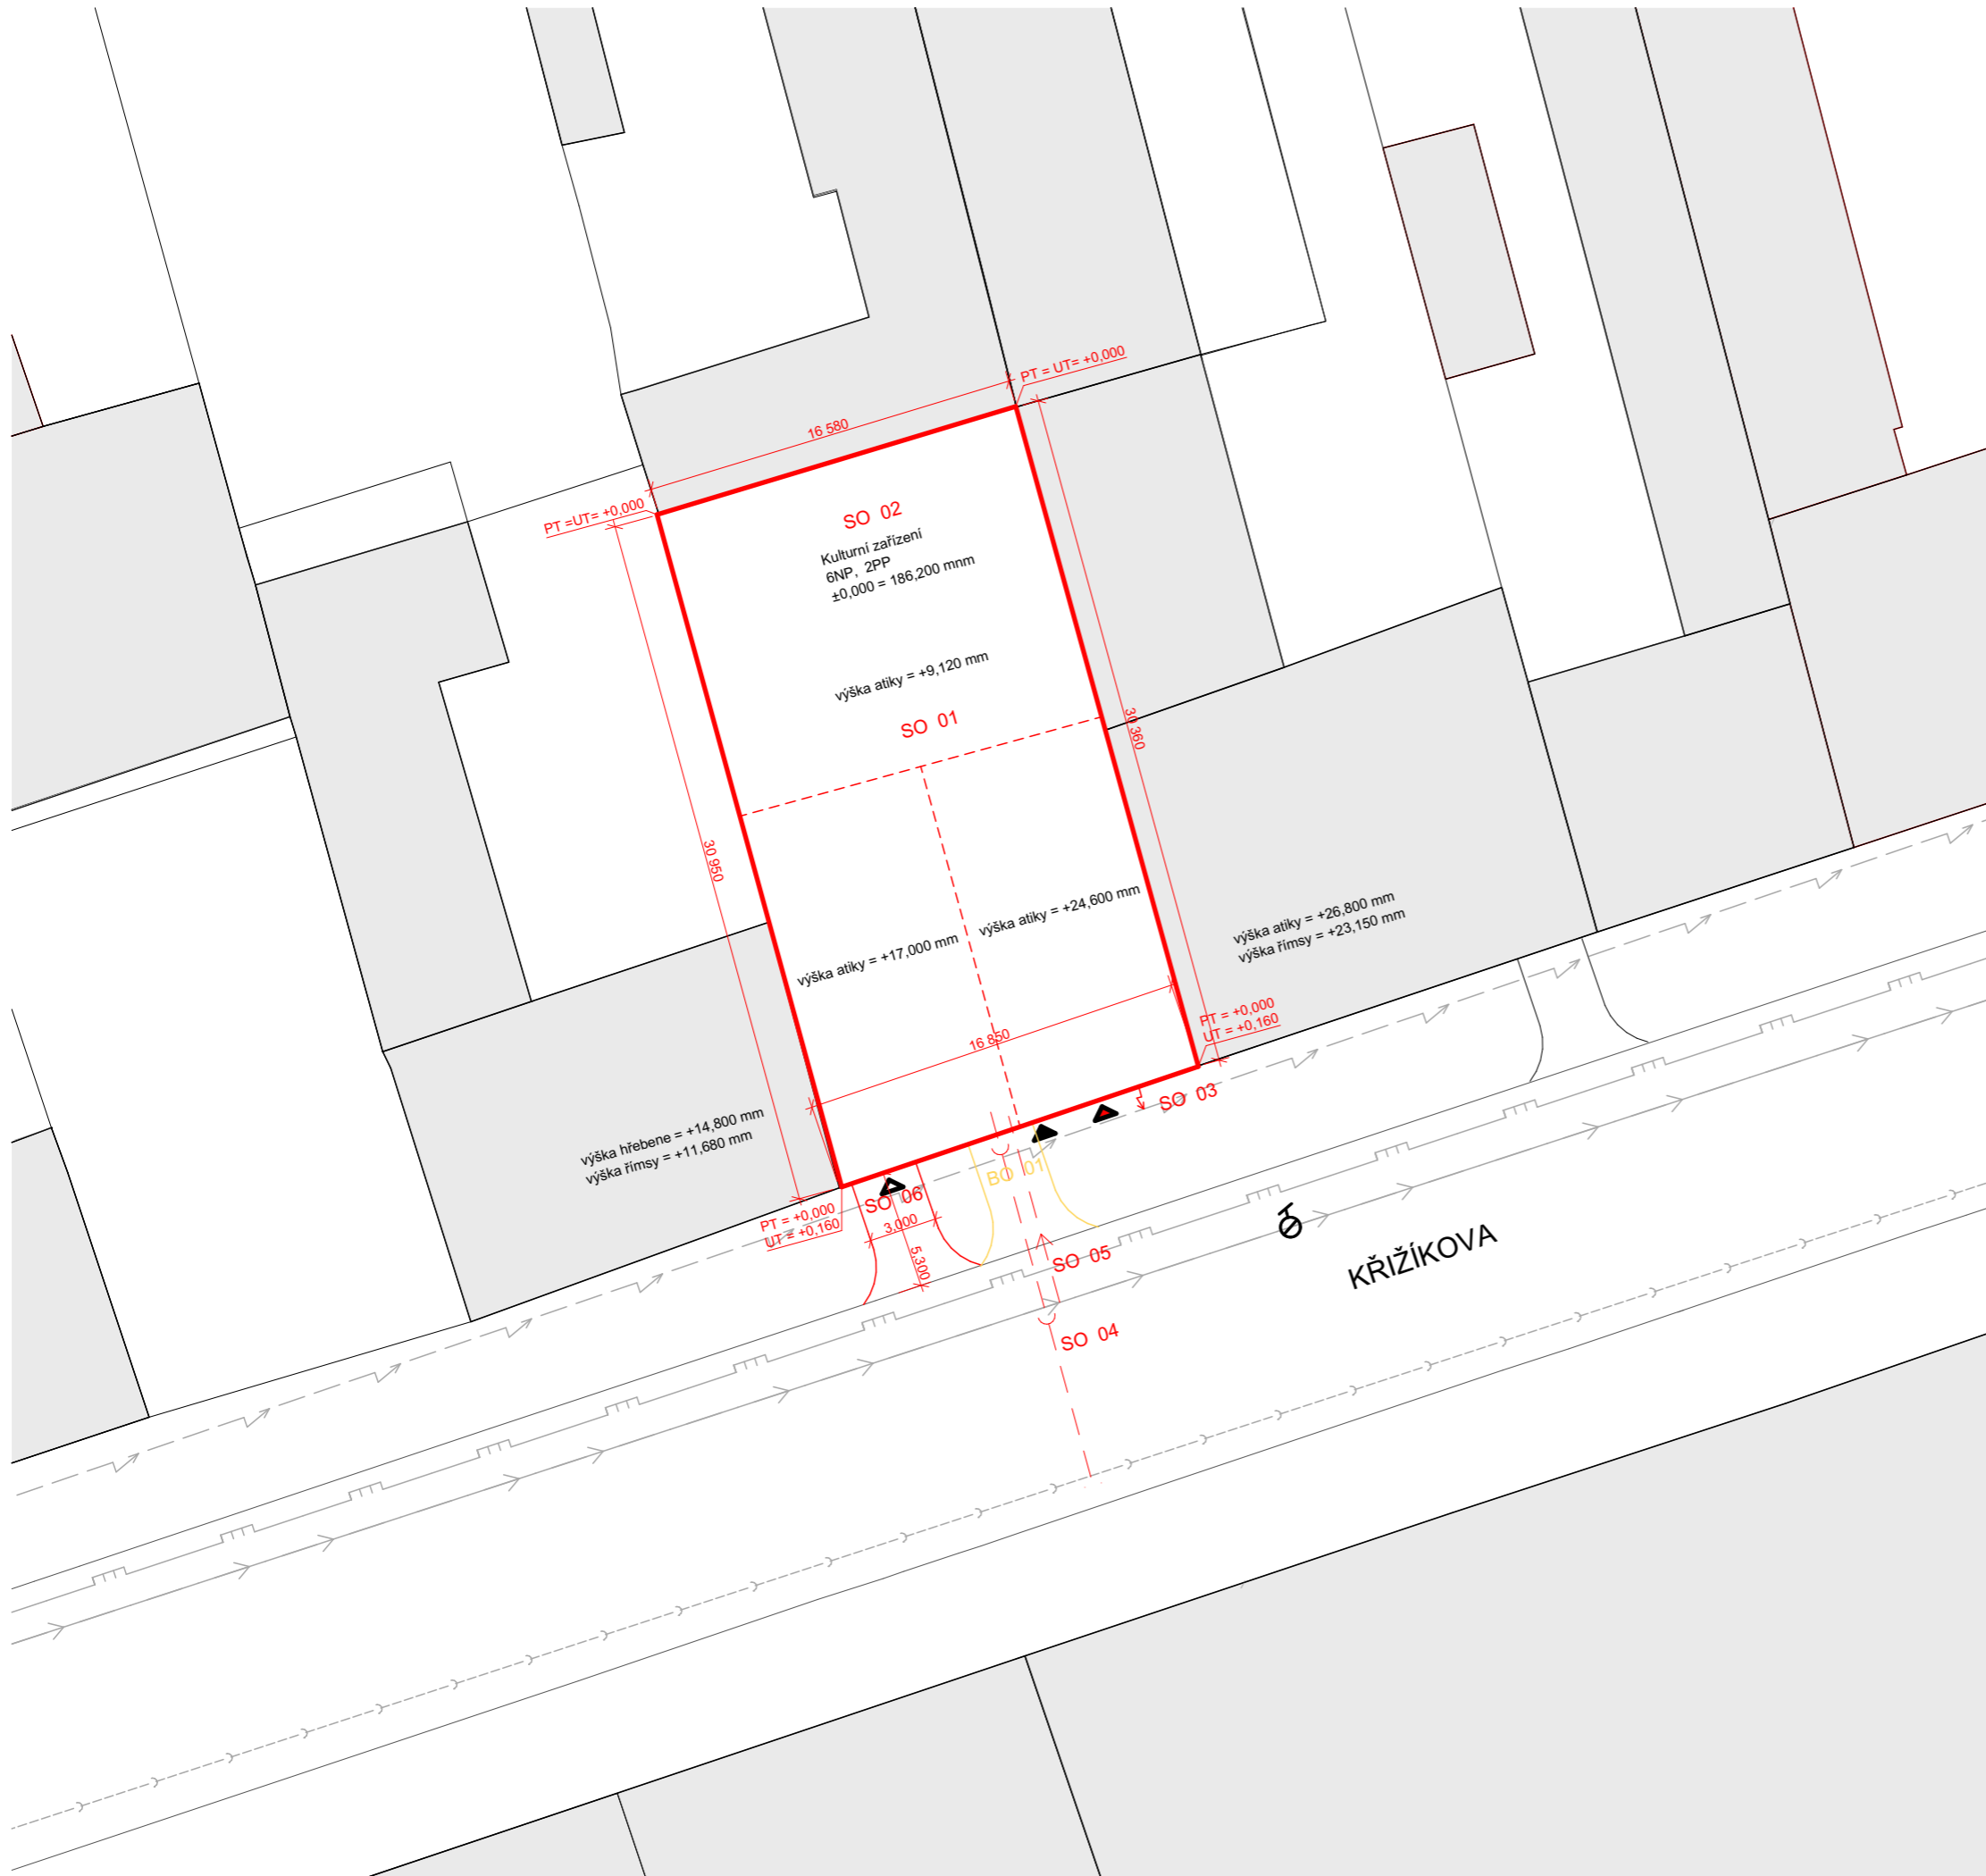 PT = UT= +0,000
16 580
PT =UT= +0,000
SO 02
Kulturní zařízení
6NP, 2PP
±0,000 = 186,200 mnm
výška atiky = +9,120 mm
SO 01
30 360
30 950
výška atiky = +24,600 mm
výška atiky = +17,000 mm
výška atiky = +26,800 mm
výška římsy = +23,150 mm
PT = +0,000
UT = +0,160
16 850
SO 03
výška hřebene = +14,800 mm
výška římsy = +11,680 mm
BO 01
SO 06
PT = +0,000
UT = +0,160
3,000
5,300
SO 05
KŘIŽÍKOVA
SO 04